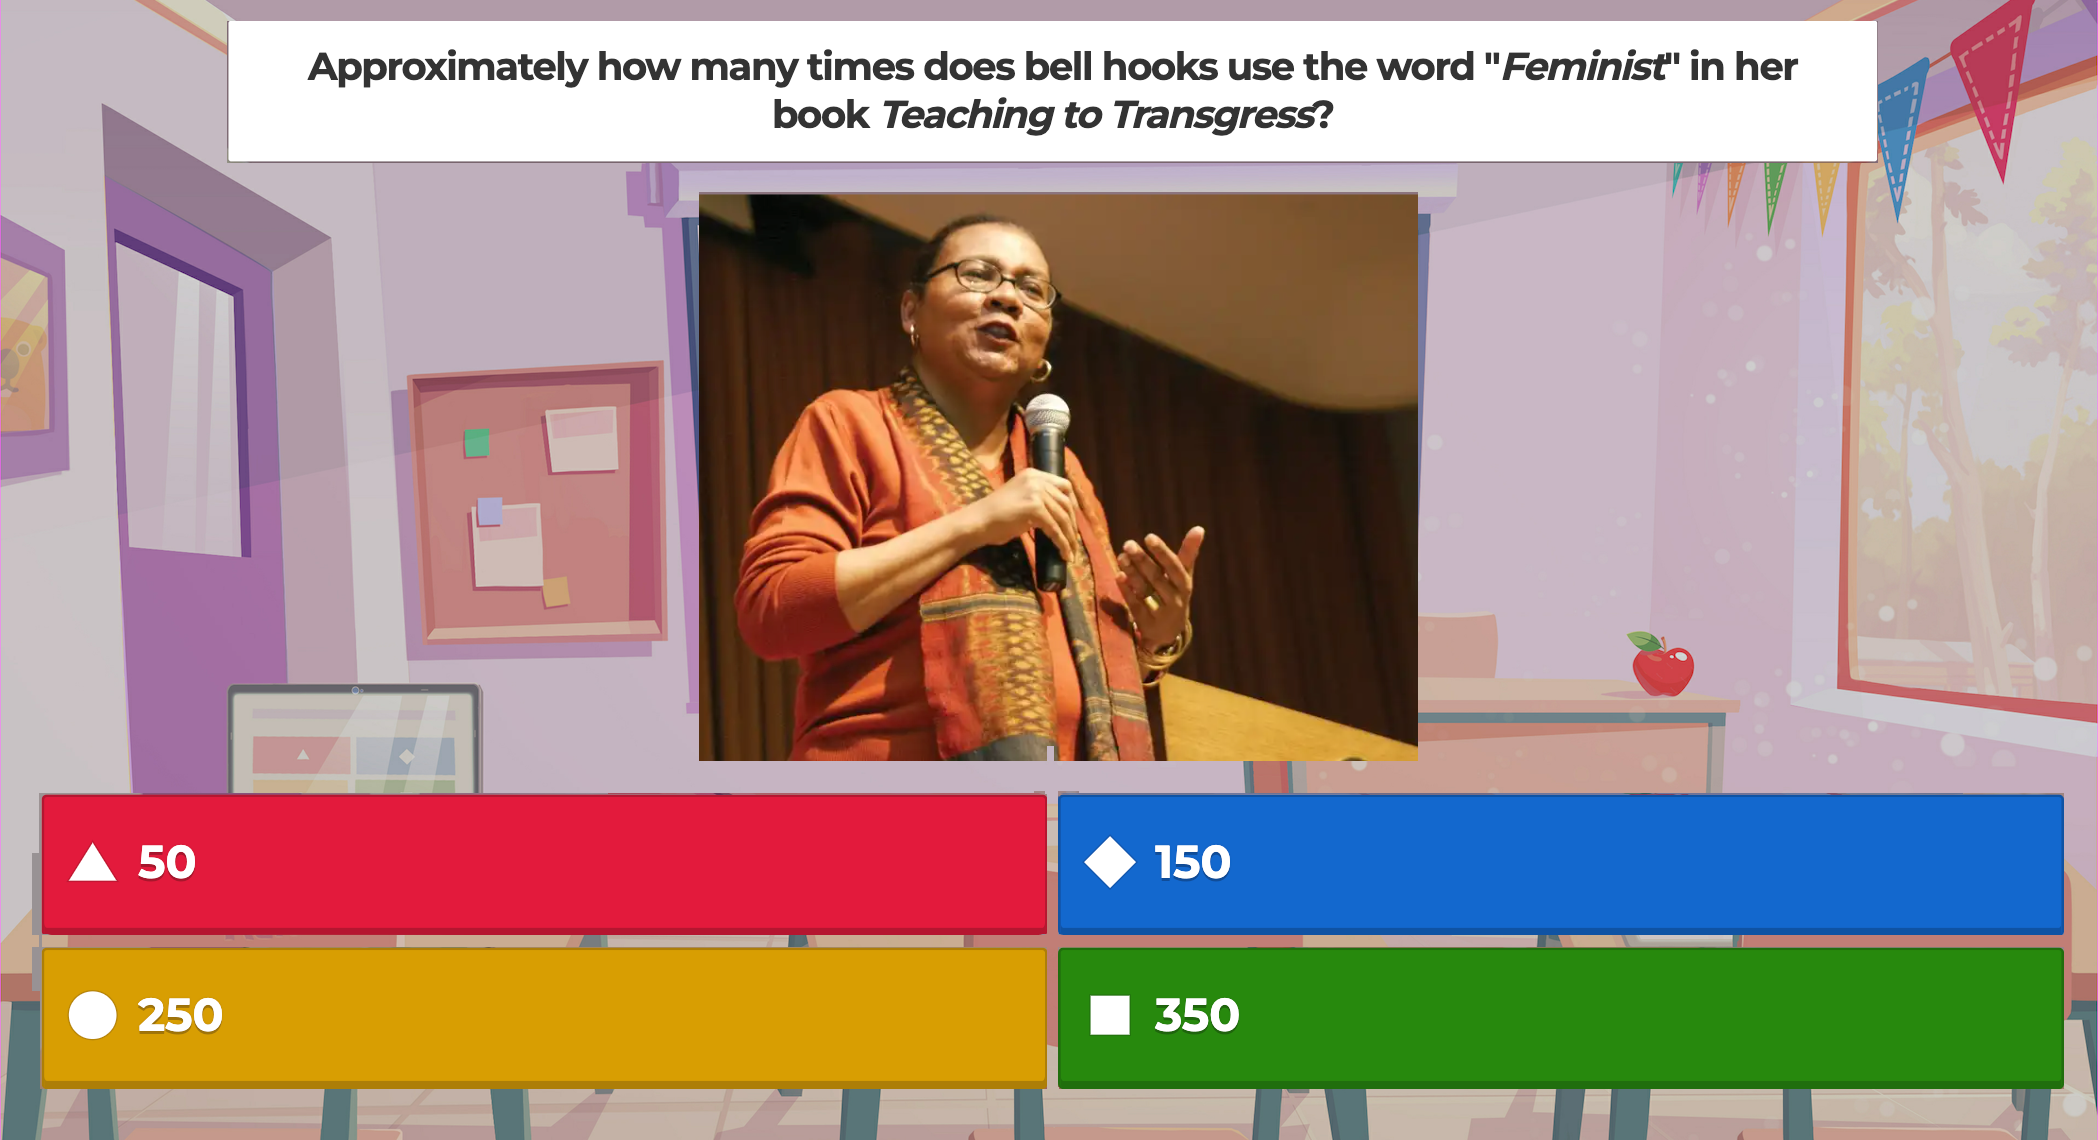 Approximately how many times does bell hooks use the word "Feminist" in her
book Teaching to Transgress?
50
150
250
350